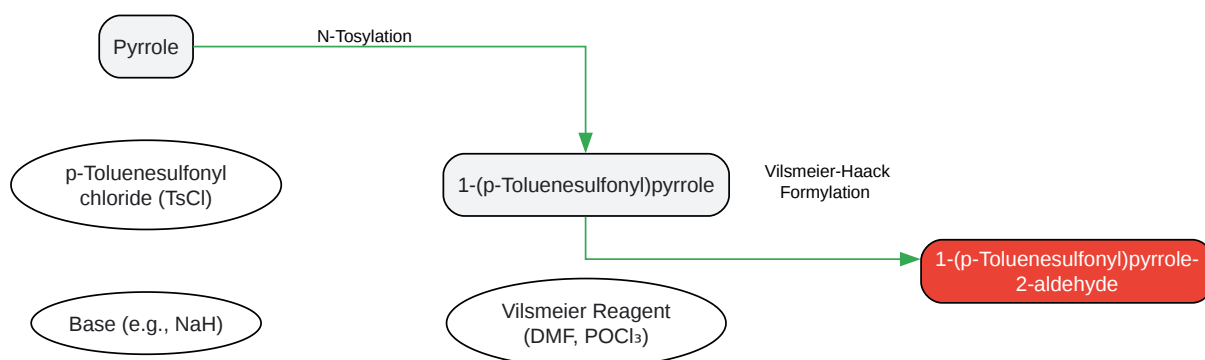 Pyrrole
N-Tosylation
p-Toluenesulfonyl
chloride (TsCl)
1-(p-Toluenesulfonyl)pyrrole
Vilsmeier-Haack
Formylation
1-(p-Toluenesulfonyl)pyrrole-
2-aldehyde
Base (e.g., NaH)
Vilsmeier Reagent
(DMF, POCl₃)